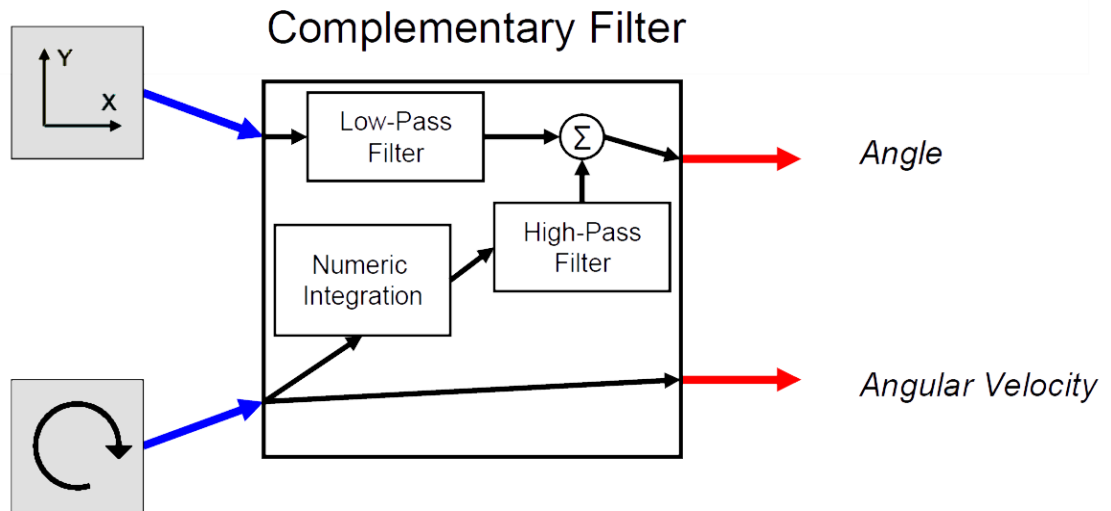 Complementary Filter
Y
X
Low-Pass
Filter
Σ
Angle
High-Pass
Filter
Numeric
Integration
Angular Velocity